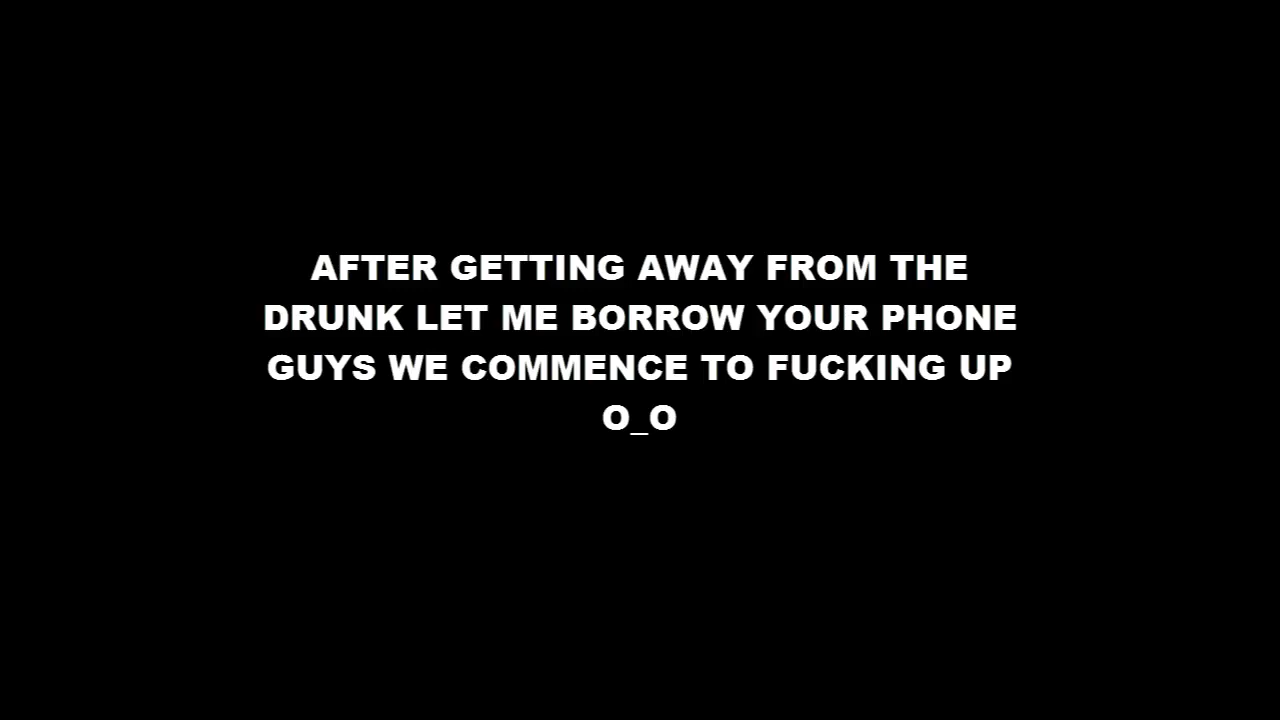 AFTER GETTING AWAY FROM THE
DRUNK LET ME BORROW YOUR PHONE
GUYS WE COMMENCE TO FUCKING UP
O_O